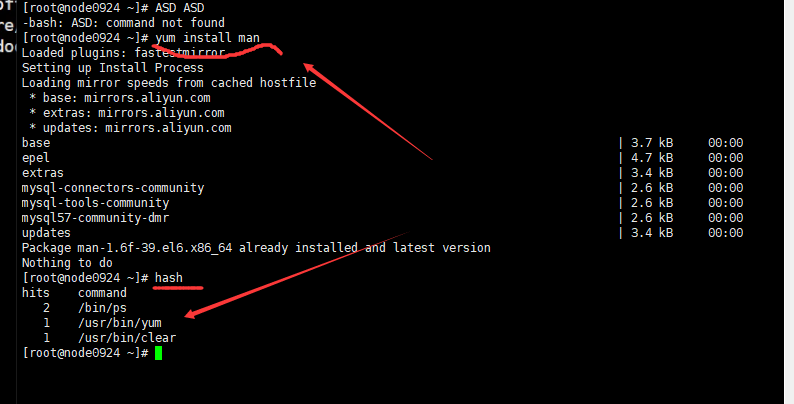 of
re,
doc
[root@node0924 ~]# ASD ASD
-bash: ASD: command not found
[root@node0924 ~]# yum install man
Loaded plugins: fastestmirror
Setting up Install Process
Loading mirror speeds from cached hostfile
 * base: mirrors.aliyun.com
 * extras: mirrors.aliyun.com
 * updates: mirrors.aliyun.com
base | 3.7 kB 00:00
epel | 4.7 kB 00:00
extras | 3.4 kB 00:00
mysql-connectors-community | 2.6 kB 00:00
mysql-tools-community | 2.6 kB 00:00
mysql57-community-dmr | 2.6 kB 00:00
updates | 3.4 kB 00:00
Package man-1.6f-39.el6.x86_64 already installed and latest version
Nothing to do
[root@node0924 ~]# hash
hits command
2 /bin/ps
1 /usr/bin/yum
1 /usr/bin/clear
[root@node0924 ~]#